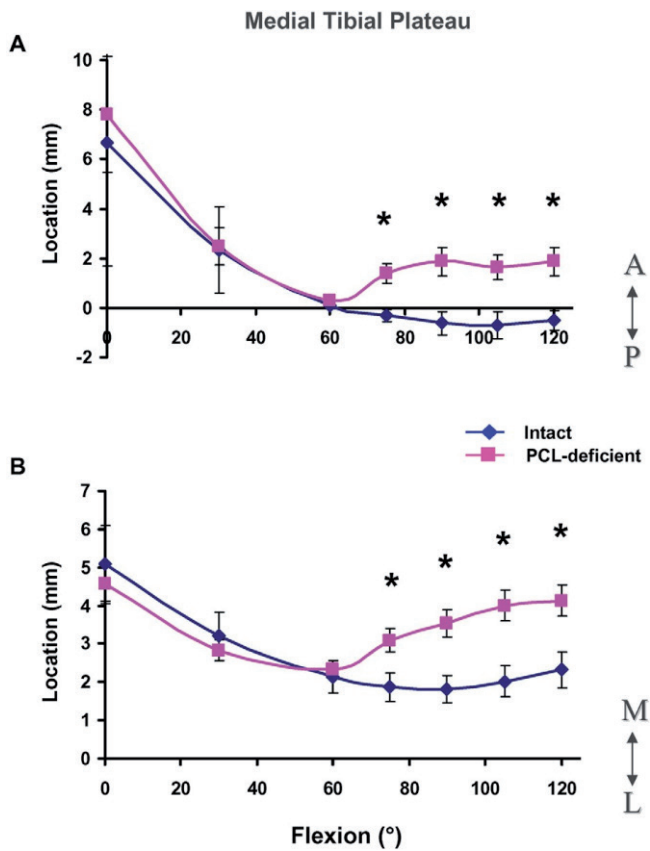 Medial Tibial Plateau
A
Location (mm)
10
8
6
4
2
0
-2
0 20 40 60 80 100 120
* * * *
A
P
Intact
PCL-deficient
B
Location (mm)
7
6
5
4
3
2
1
0
* * * *
0 20 40 60 80 100 120
Flexion (°)
M
L